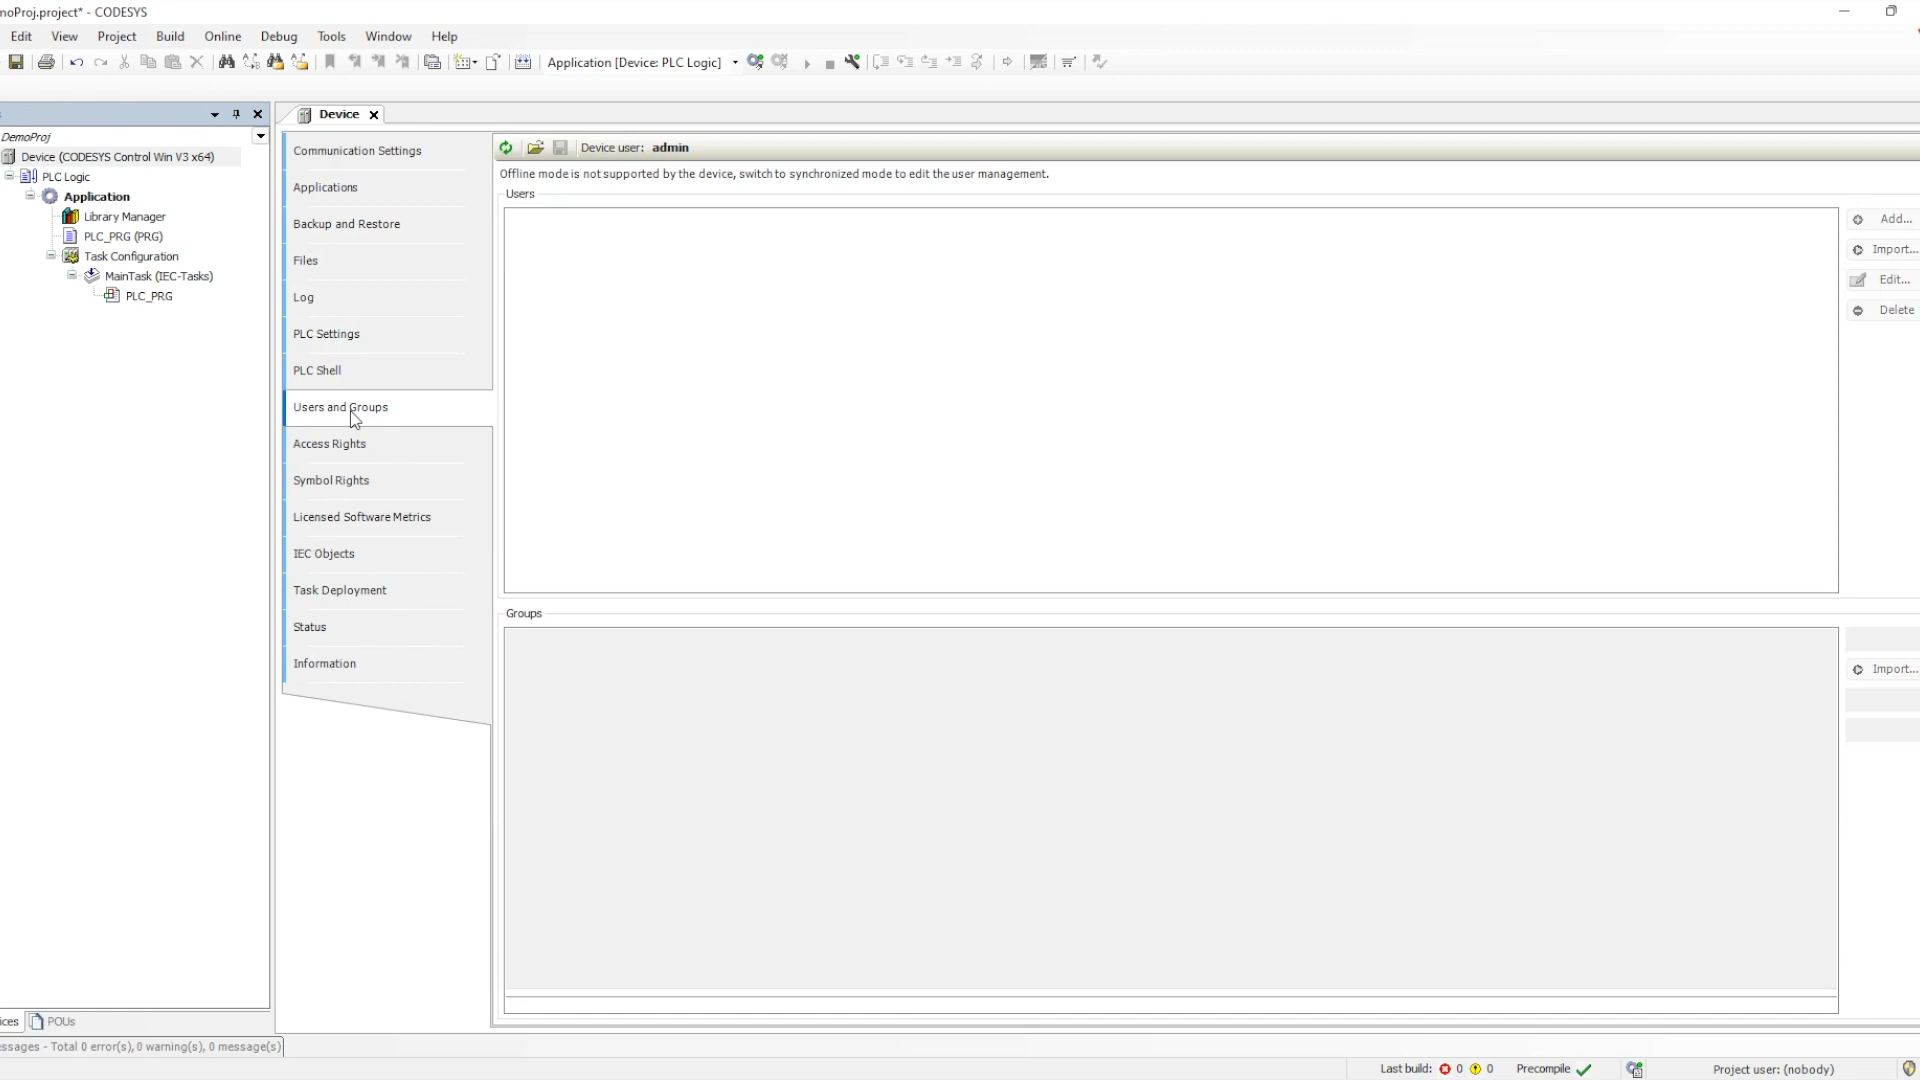 noProj.project* - CODESYS
Edit View Project Build Online Debug Tools Window Help
Application [Device: PLC Logic]
Device
DemoProj
Device (CODESYS Control Win V3 x64)
PLC Logic
Application
Library Manager
PLC_PRG (PRG)
Task Configuration
MainTask (IEC-Tasks)
PLC_PRG
Communication Settings
Applications
Backup and Restore
Files
Log
PLC Settings
PLC Shell
Users and Groups
Access Rights
Symbol Rights
Licensed Software Metrics
IEC Objects
Task Deployment
Status
Information
Device user: admin
Offline mode is not supported by the device, switch to synchronized mode to edit the user management.
Users
Add...
Import...
Edit...
Delete
Groups
Import...
ices POUs
essages - Total 0 error(s), 0 warning(s), 0 message(s)
Last build: 0 0 Precompile Project user: (nobody)